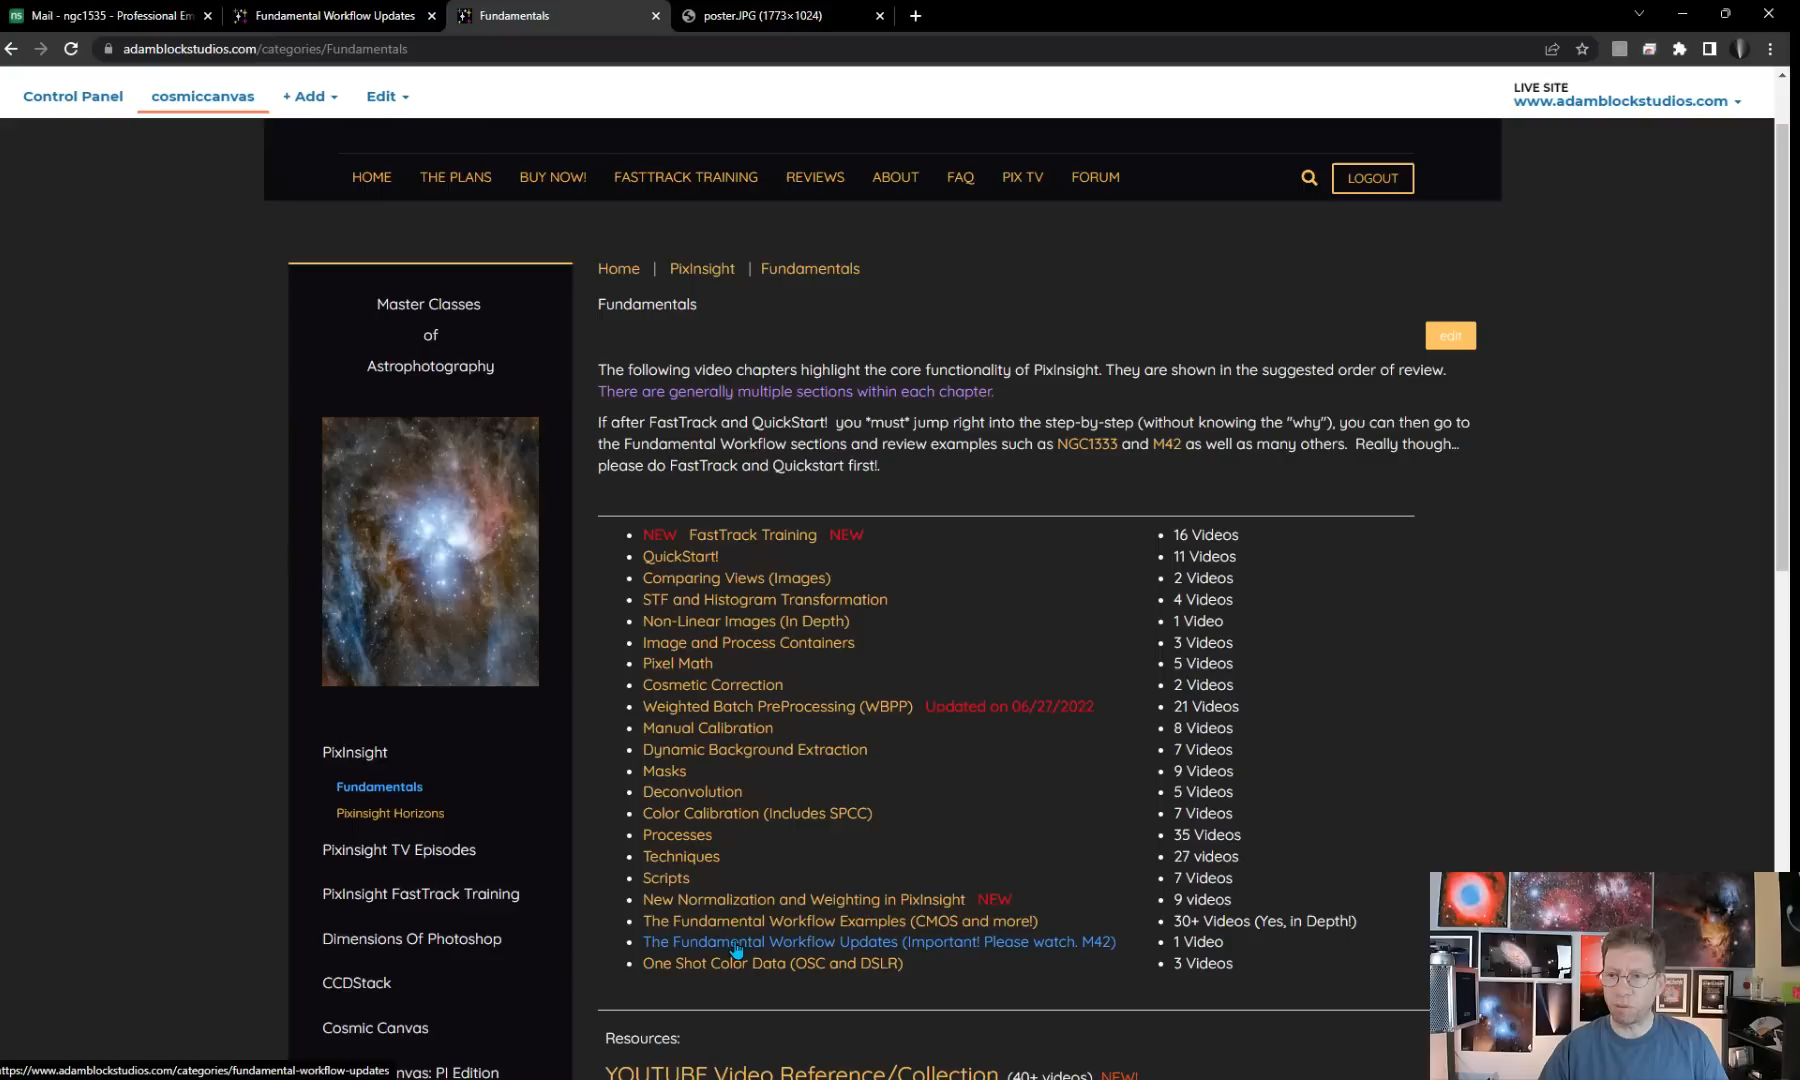 Mail - ngc1535 - Professional Em
Fundamental Workflow Updates
Fundamentals
poster.JPG (1773×1024)
adamblockstudios.com/categories/Fundamentals
Control Panel
cosmiccanvas
+ Add
Edit
LIVE SITE
www.adamblockstudios.com
HOME
THE PLANS
BUY NOW!
FASTTRACK TRAINING
REVIEWS
ABOUT
FAQ
PIX TV
FORUM
LOGOUT
Master Classes
of
Astrophotography
PixInsight
Fundamentals
Pixinsight Horizons
Pixinsight TV Episodes
PixInsight FastTrack Training
Dimensions Of Photoshop
CCDStack
Cosmic Canvas
nvas: PI Edition
Home | PixInsight | Fundamentals
Fundamentals
edit
The following video chapters highlight the core functionality of PixInsight. They are shown in the suggested order of review.
There are generally multiple sections within each chapter.
If after FastTrack and QuickStart! you *must* jump right into the step-by-step (without knowing the "why"), you can then go to
the Fundamental Workflow sections and review examples such as NGC1333 and M42 as well as many others. Really though...
please do FastTrack and Quickstart first!.
NEW FastTrack Training NEW
16 Videos
QuickStart!
11 Videos
Comparing Views (Images)
2 Videos
STF and Histogram Transformation
4 Videos
Non-Linear Images (In Depth)
1 Video
Image and Process Containers
3 Videos
Pixel Math
5 Videos
Cosmetic Correction
2 Videos
Weighted Batch PreProcessing (WBPP) Updated on 06/27/2022
21 Videos
Manual Calibration
8 Videos
Dynamic Background Extraction
7 Videos
Masks
9 Videos
Deconvolution
5 Videos
Color Calibration (Includes SPCC)
7 Videos
Processes
35 Videos
Techniques
27 videos
Scripts
7 Videos
New Normalization and Weighting in PixInsight NEW
9 videos
The Fundamental Workflow Examples (CMOS and more!)
30+ Videos (Yes, in Depth!)
The Fundamental Workflow Updates (Important! Please watch. M42)
1 Video
One Shot Color Data (OSC and DSLR)
3 Videos
Resources:
YOUTUBE Video Reference/Collection (40+ videos) NEW!
https://www.adamblockstudios.com/categories/fundamental-workflow-updates